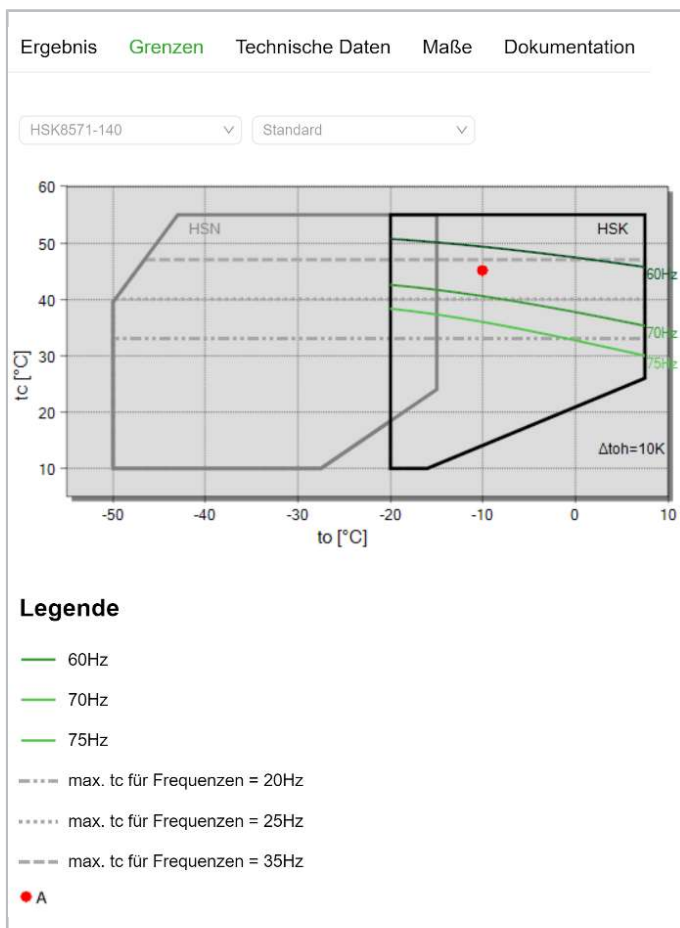 Ergebnis Grenzen Technische Daten Maße Dokumentation
HSK8571-140 Standard
60
HSN HSK
50
60Hz
40
70Hz
30
75Hz
tc [°C]
20
Δtoh=10K
10
-50 -40 -30 -20 -10 0 10
to [°C]
Legende
60Hz
70Hz
75Hz
max. tc für Frequenzen = 20Hz
max. tc für Frequenzen = 25Hz
max. tc für Frequenzen = 35Hz
A